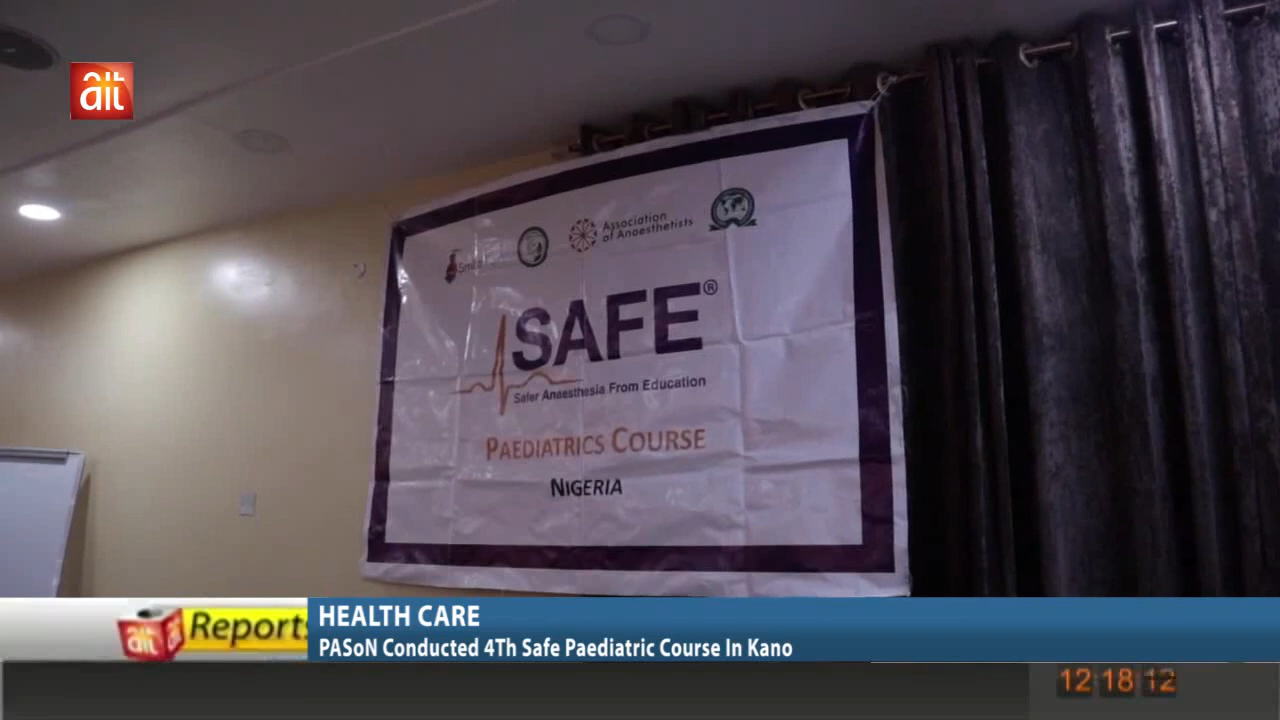 ait
Association
of Anaesthetists
SAFE®
Safer Anaesthesia From Education
PAEDIATRICS COURSE
NIGERIA
ait Reports
HEALTH CARE
PASoN Conducted 4Th Safe Paediatric Course In Kano
12:18:12